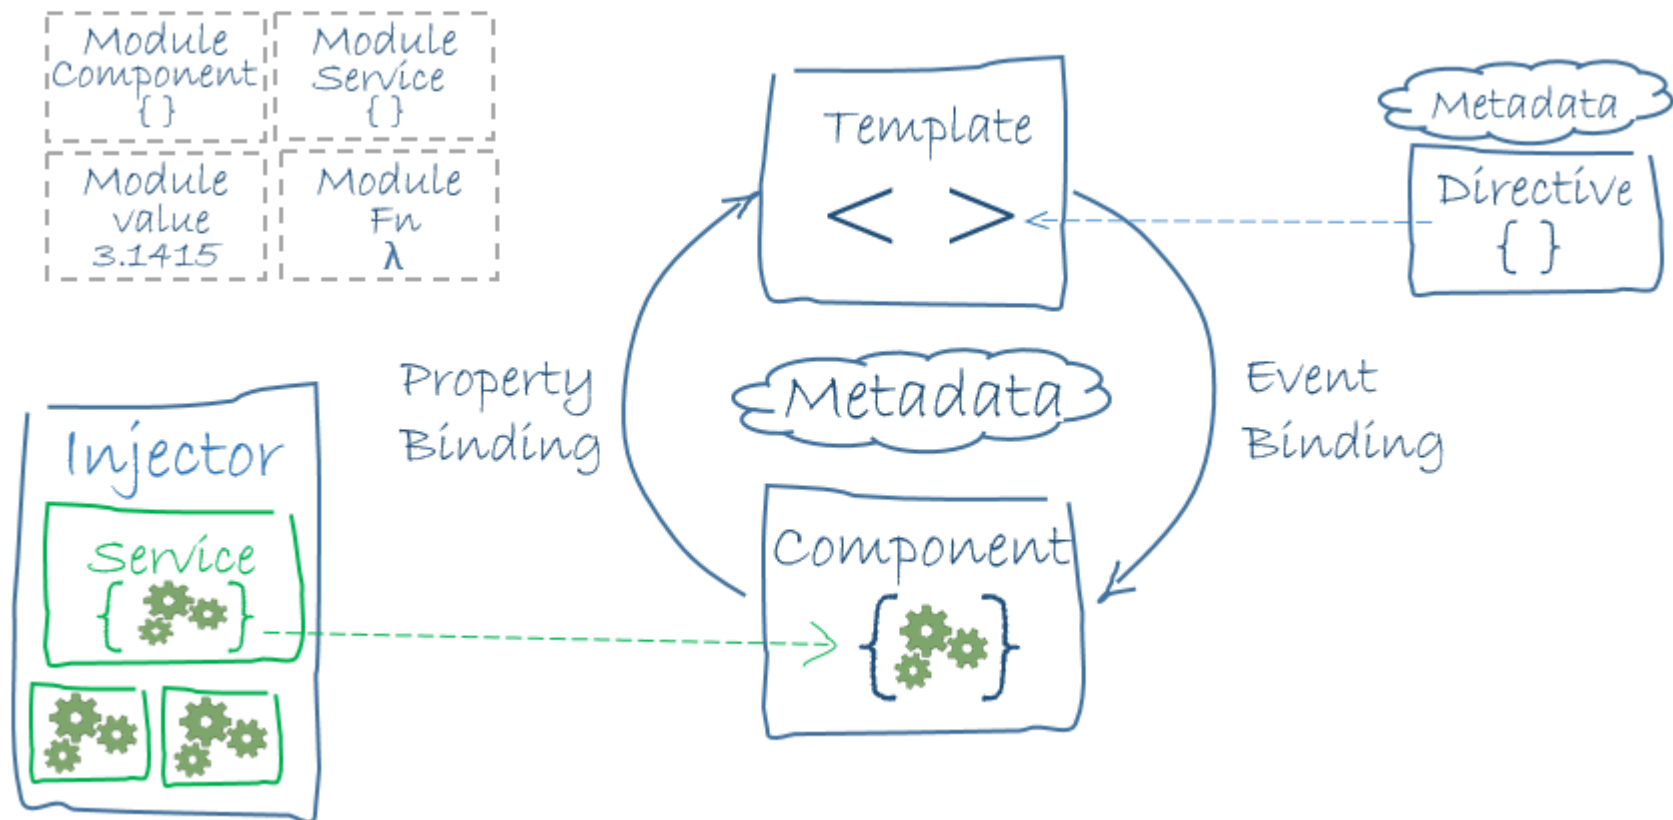 Module
Component
{ }
Module
Service
{ }
Module
value
3.1415
Module
Fn
λ
Template
< >
Metadata
Directive
{ }
Property
Binding
Metadata
Event
Binding
Injector
Service
{ }
Component
{ }